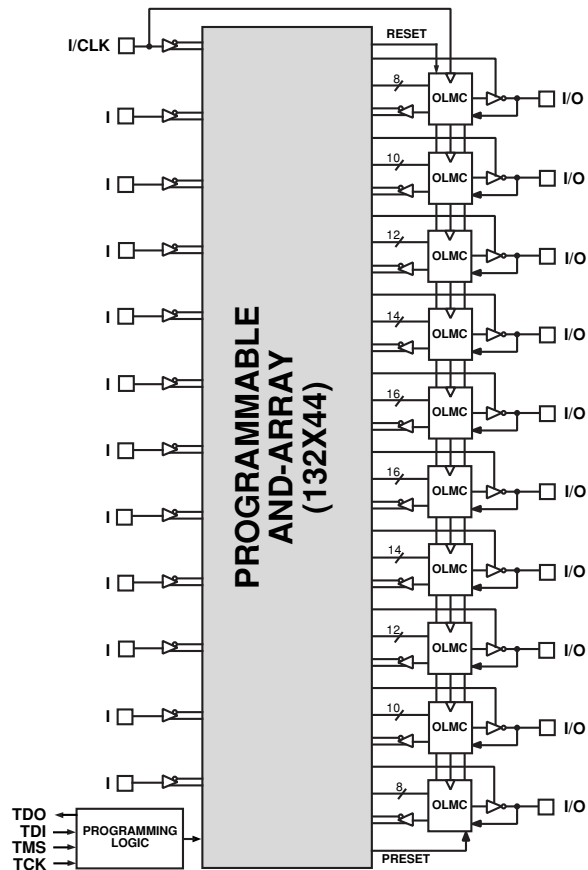 I/CLK
RESET
8
OLMC
I/O
I
10
OLMC
I/O
I
12
OLMC
I/O
I
14
OLMC
I/O
I
16
OLMC
I/O
I
16
OLMC
I/O
I
14
OLMC
I/O
I
12
OLMC
I/O
I
10
OLMC
I/O
I
8
OLMC
I/O
I
I
PROGRAMMABLE
AND-ARRAY
(132X44)
PRESET
TDO
TDI
TMS
TCK
PROGRAMMING
LOGIC